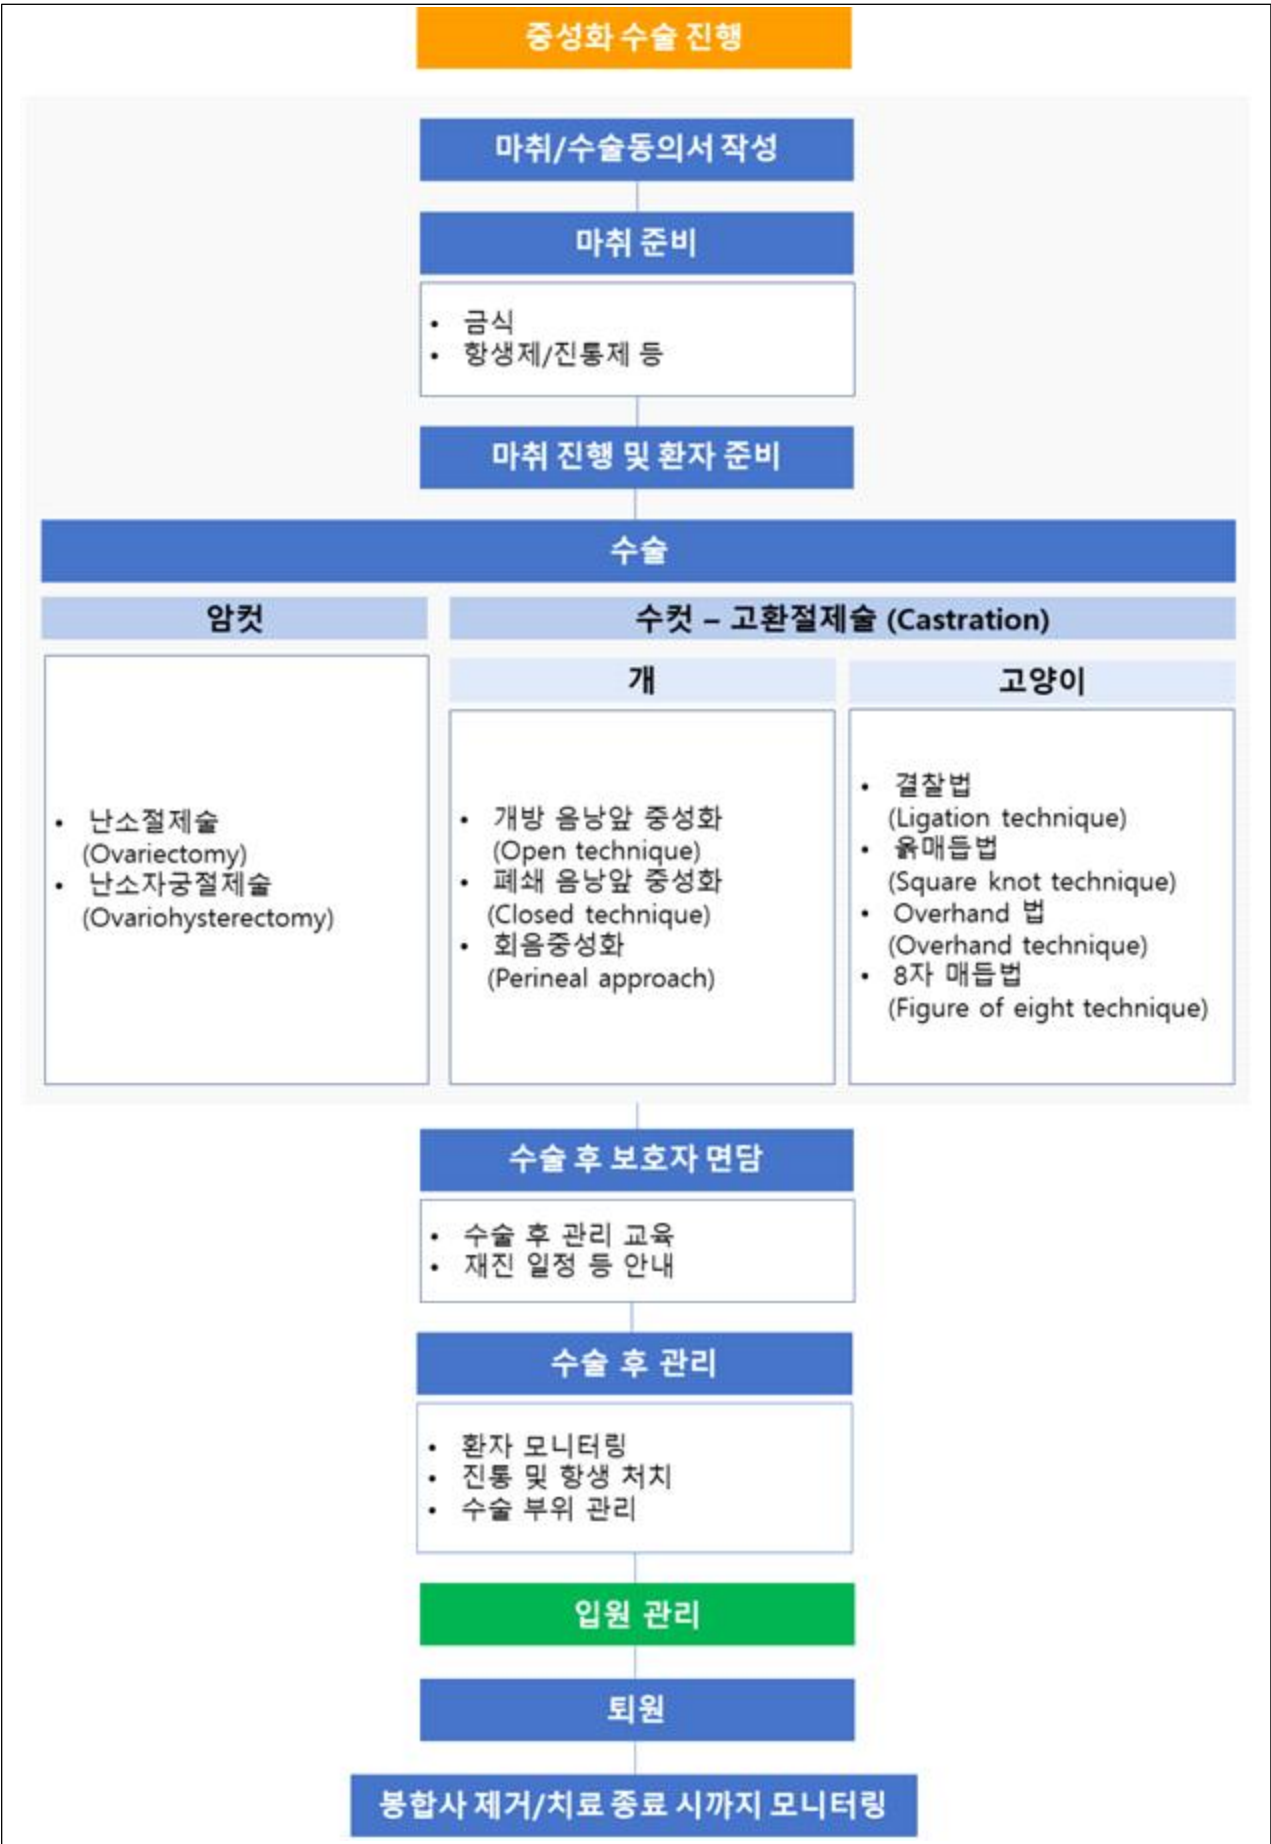 중성화 수술 진행
마취/수술동의서 작성
마취 준비
• 금식
• 항생제/진통제 등
마취 진행 및 환자 준비
수술
암컷
• 난소절제술
(Ovariectomy)
• 난소자궁절제술
(Ovariohysterectomy)
수컷 – 고환절제술 (Castration)
개
• 개방 음낭앞 중성화
(Open technique)
• 폐쇄 음낭앞 중성화
(Closed technique)
• 회음중성화
(Perineal approach)
고양이
• 결찰법
(Ligation technique)
• 옭매듭법
(Square knot technique)
• Overhand 법
(Overhand technique)
• 8자 매듭법
(Figure of eight technique)
수술 후 보호자 면담
• 수술 후 관리 교육
• 재진 일정 등 안내
수술 후 관리
• 환자 모니터링
• 진통 및 항생 처치
• 수술 부위 관리
입원 관리
퇴원
봉합사 제거/치료 종료 시까지 모니터링